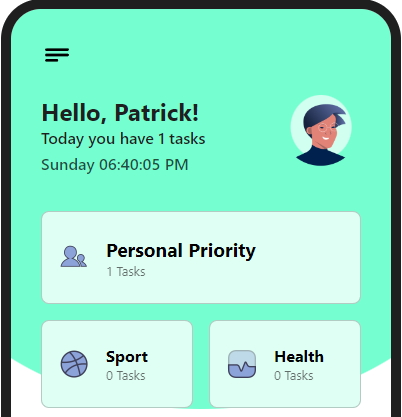 Hello, Patrick!
Today you have 1 tasks
Sunday 06:40:05 PM
Personal Priority
1 Tasks
Sport
0 Tasks
Health
0 Tasks